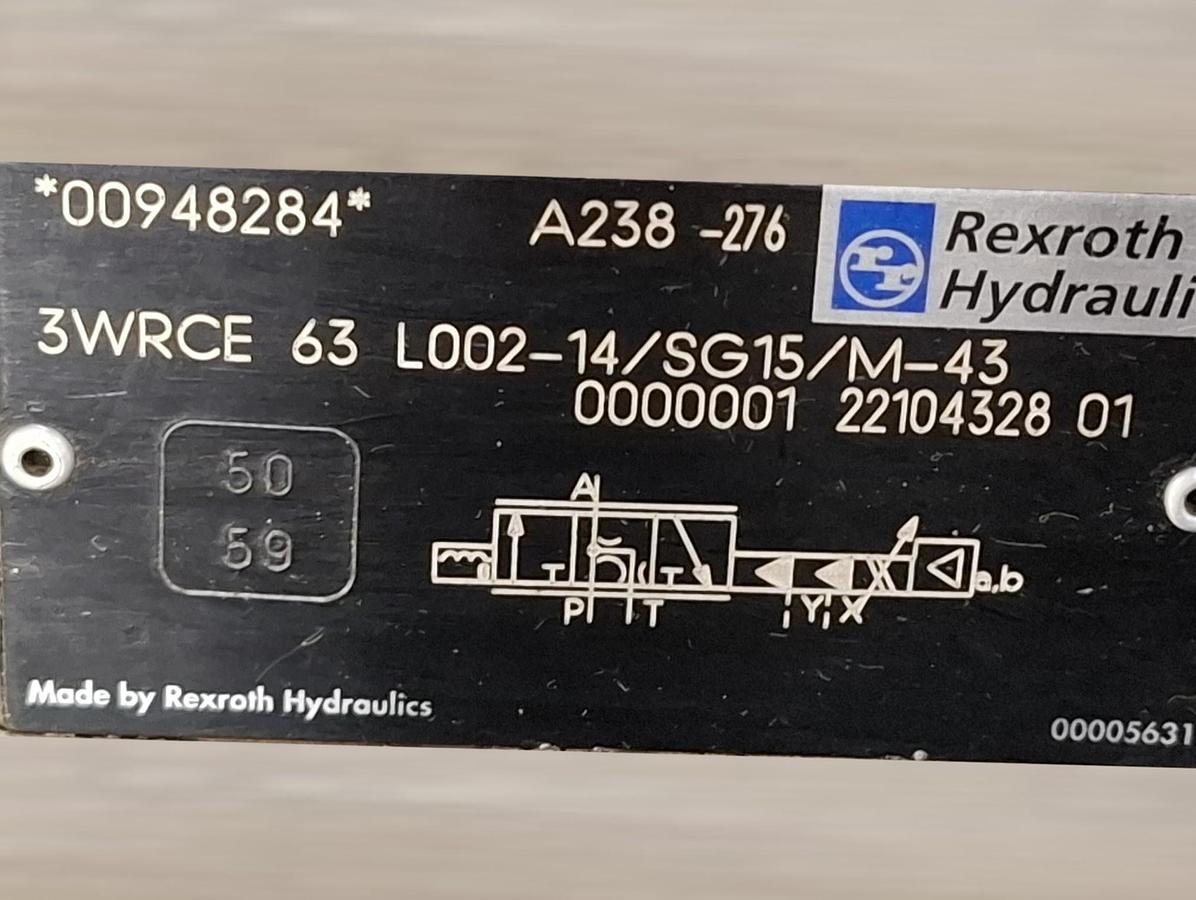 *00948284*
A238 -276
Rexroth
Hydrauli
3WRCE 63 L002-14/SG15/M-43
0000001 22104328 01
50
59
A
T T
a,b
P T Y X
Made by Rexroth Hydraulics
00005631